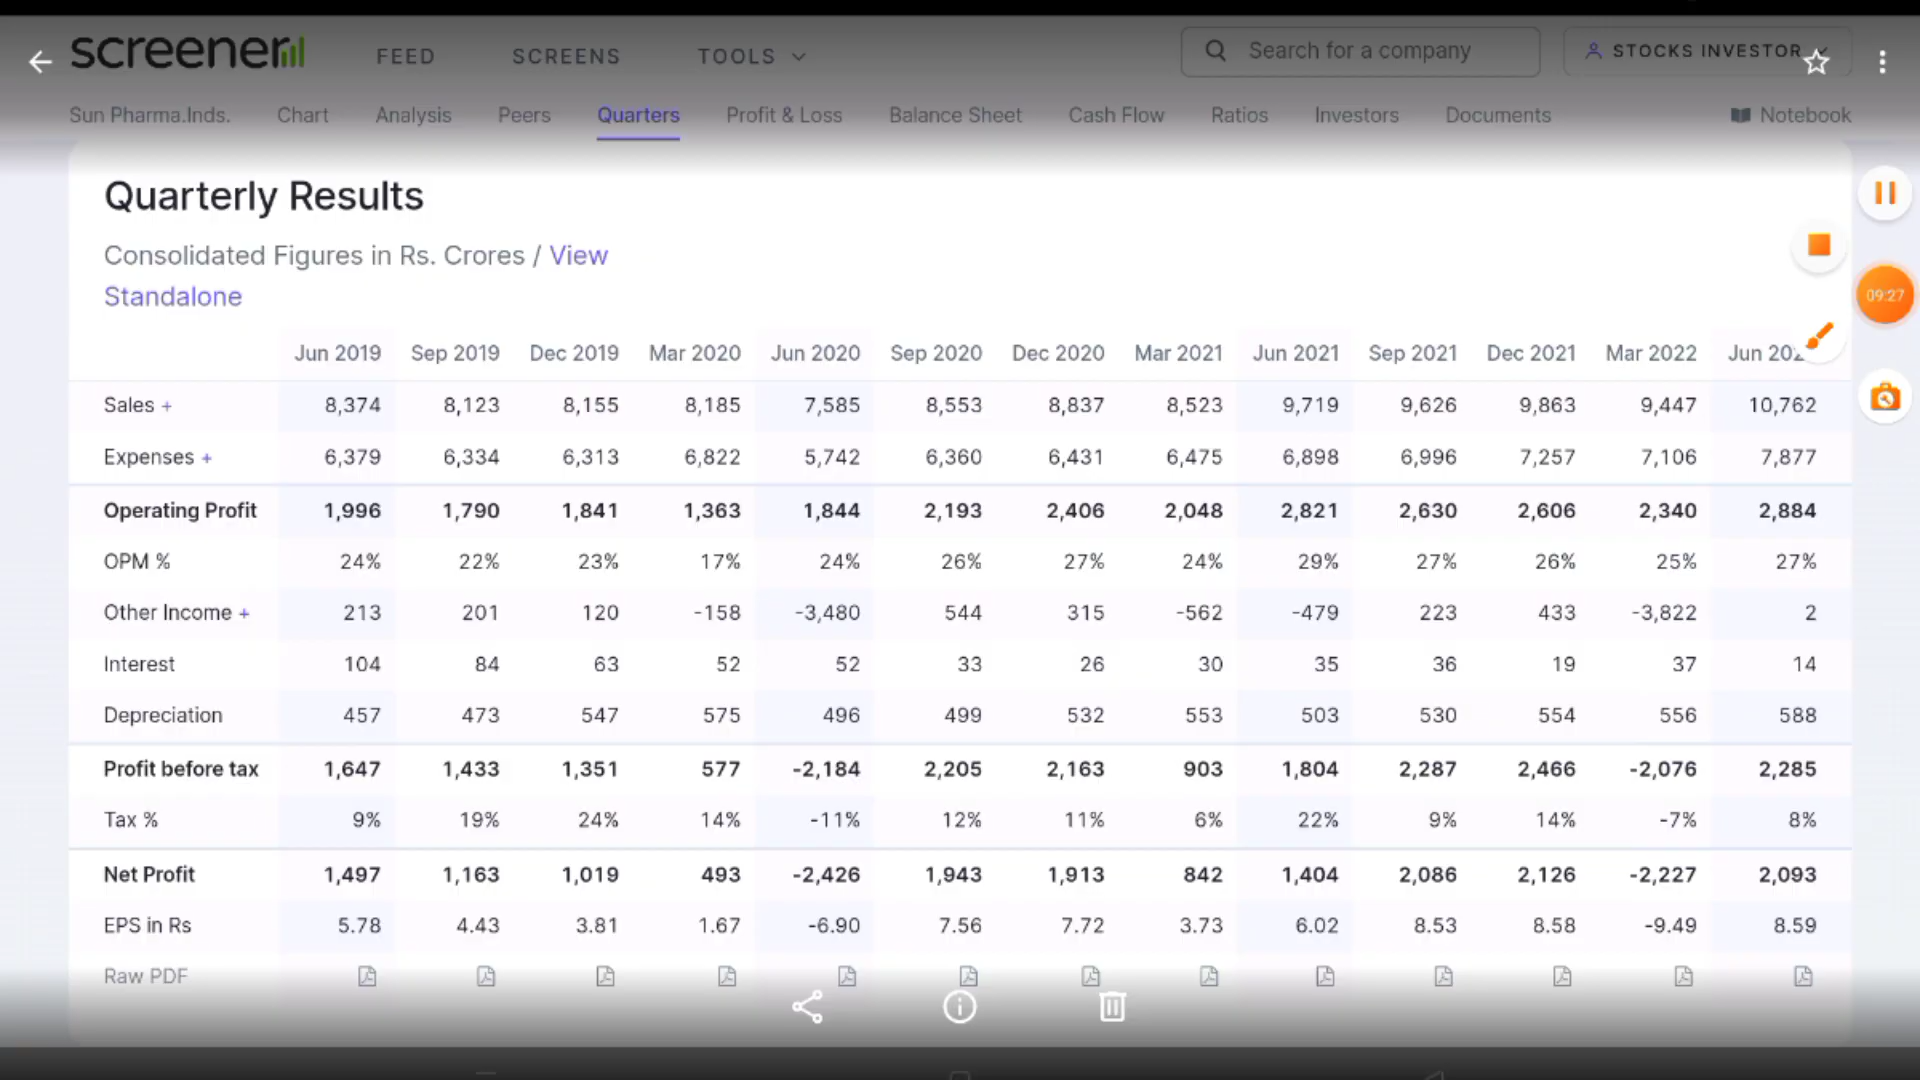 screener FEED SCREENS TOOLS Search for a company STOCKS INVESTOR
Sun Pharma.Inds. Chart Analysis Peers Quarters Profit & Loss Balance Sheet Cash Flow Ratios Investors Documents Notebook
Quarterly Results
Consolidated Figures in Rs. Crores / View
Standalone
09:27
Jun 2019 Sep 2019 Dec 2019 Mar 2020 Jun 2020 Sep 2020 Dec 2020 Mar 2021 Jun 2021 Sep 2021 Dec 2021 Mar 2022 Jun
Sales + 8,374 8,123 8,155 8,185 7,585 8,553 8,837 8,523 9,719 9,626 9,863 9,447 10,762
Expenses + 6,379 6,334 6,313 6,822 5,742 6,360 6,431 6,475 6,898 6,996 7,257 7,106 7,877
Operating Profit 1,996 1,790 1,841 1,363 1,844 2,193 2,406 2,048 2,821 2,630 2,606 2,340 2,884
OPM % 24% 22% 23% 17% 24% 26% 27% 24% 29% 27% 26% 25% 27%
Other Income + 213 201 120 -158 -3,480 544 315 -562 -479 223 433 -3,822 2
Interest 104 84 63 52 52 33 26 30 35 36 19 37 14
Depreciation 457 473 547 575 496 499 532 553 503 530 554 556 588
Profit before tax 1,647 1,433 1,351 577 -2,184 2,205 2,163 903 1,804 2,287 2,466 -2,076 2,285
Tax % 9% 19% 24% 14% -11% 12% 11% 6% 22% 9% 14% -7% 8%
Net Profit 1,497 1,163 1,019 493 -2,426 1,943 1,913 842 1,404 2,086 2,126 -2,227 2,093
EPS in Rs 5.78 4.43 3.81 1.67 -6.90 7.56 7.72 3.73 6.02 8.53 8.58 -9.49 8.59
Raw PDF